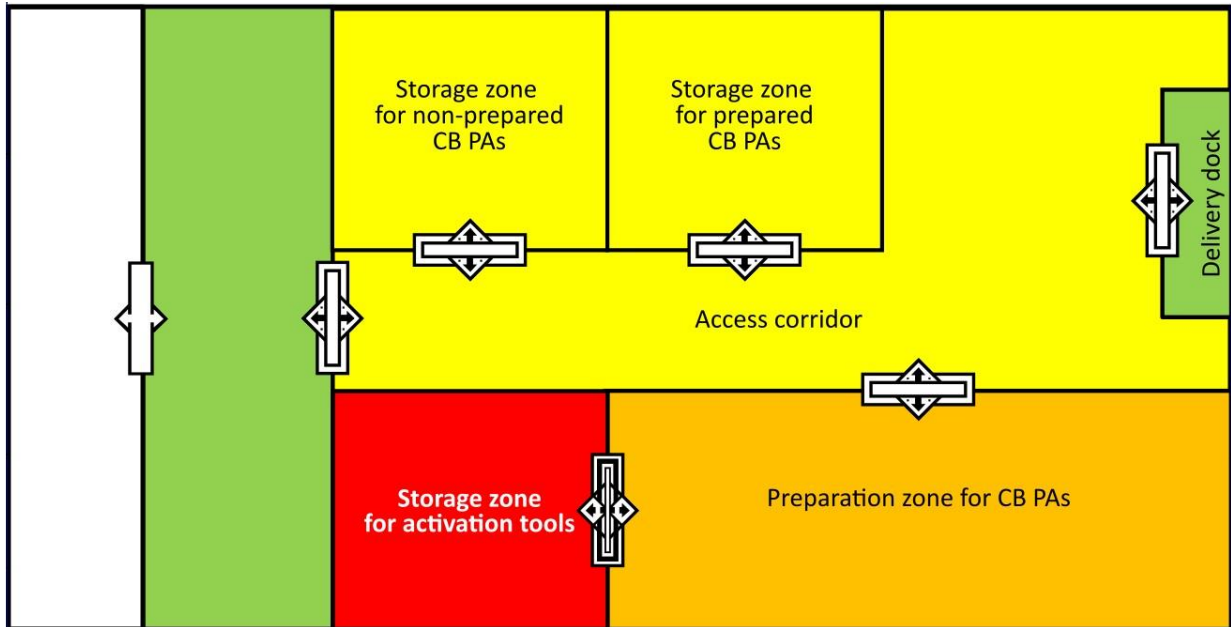 Storage zone
for non-prepared
CB PAs
Storage zone
for prepared
CB PAs
Delivery dock
Access corridor
Storage zone
for activation tools
Preparation zone for CB PAs